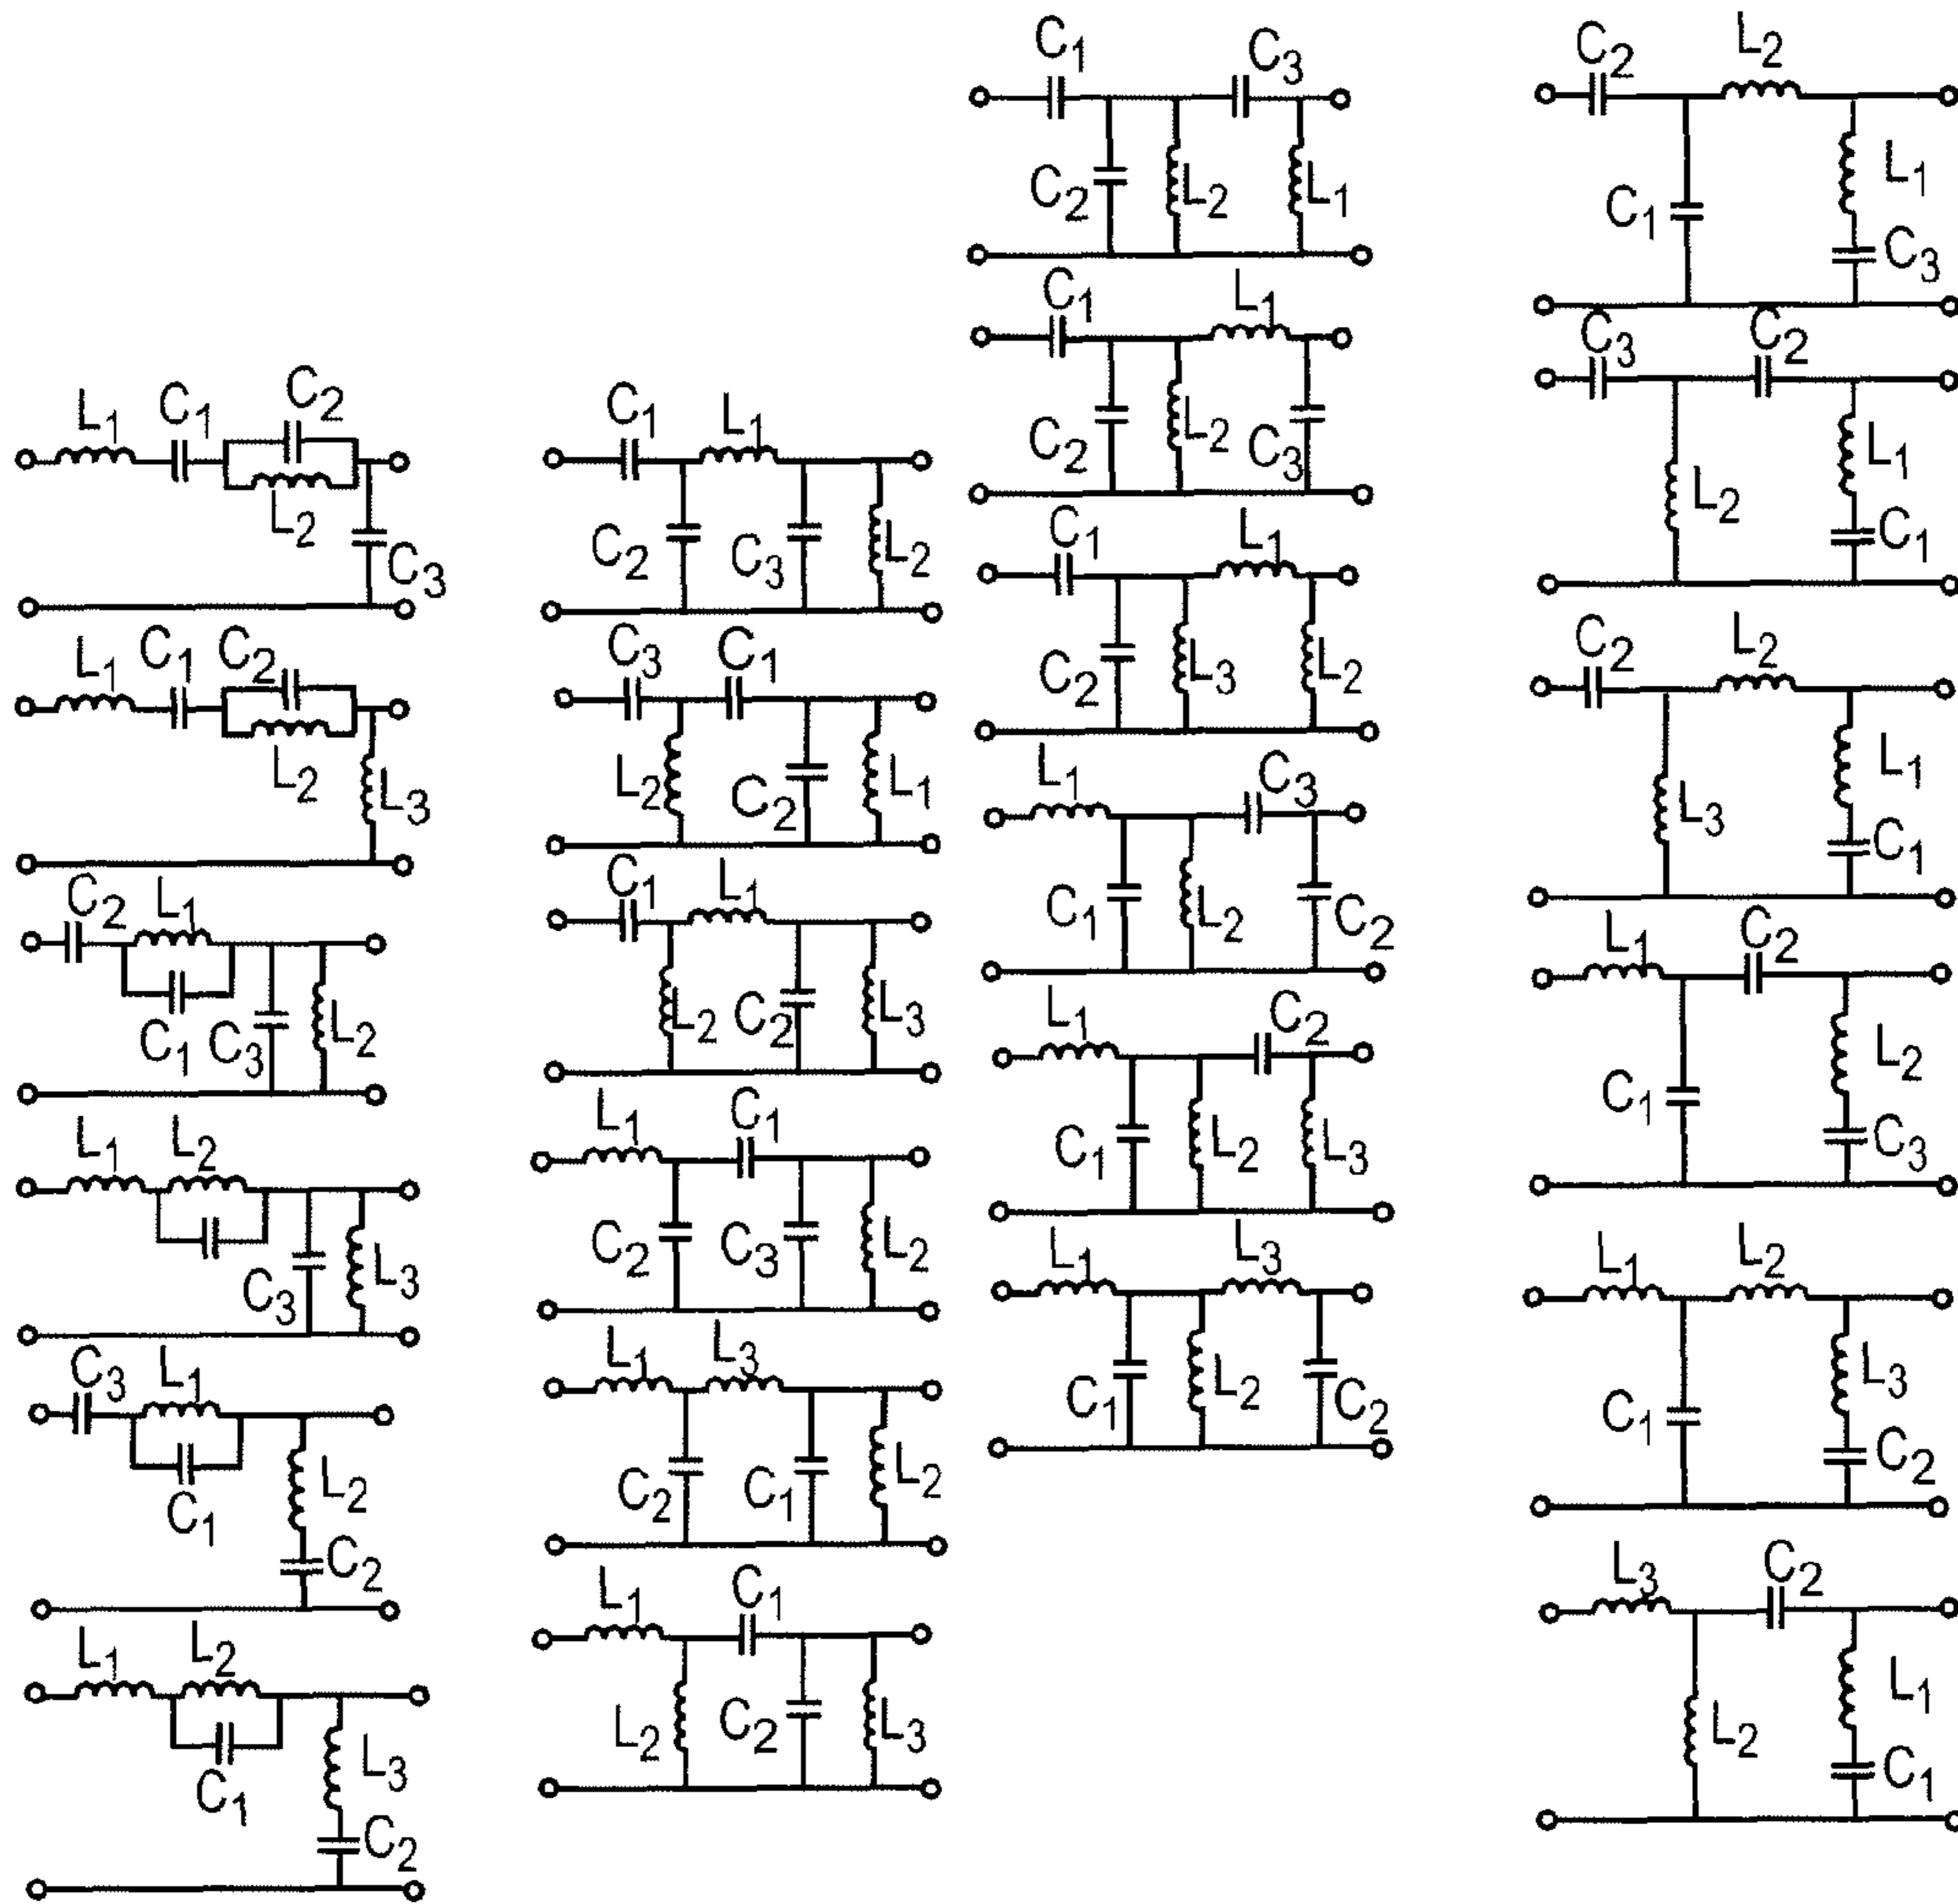 L1 C1 C2
L2 C3
L1 C1 C2
L2 L3
C2 L1
C1 C3 L2
L1 L2
C3 L3
C3 L1
C1 L2
C2
L1 L2
C1 L3
C2
C1 L1
C2 C3 L2
C3 C1
L2 C2 L1
C1 L1
L2 C2 L3
L1 C1
C2 C3 L2
L1 L3
C2 C1 L2
L1 C1
L2 C2 L3
C1 C3
C2 L2 L1
C1 L1
C2 L2 C3
C1 L1
C2 L3 L2
L1 C3
C1 L2 C2
L1 C2
C1 L2 L3
L1 L3
C1 L2 C2
C2 L2
L1
C1 C3
C3 C2
L1
L2 C1
C2 L2
L1
L3 C1
L1 C2
L2
C1 C3
L1 L2
L3
C1 C2
L3 C2
L1
L2 C1